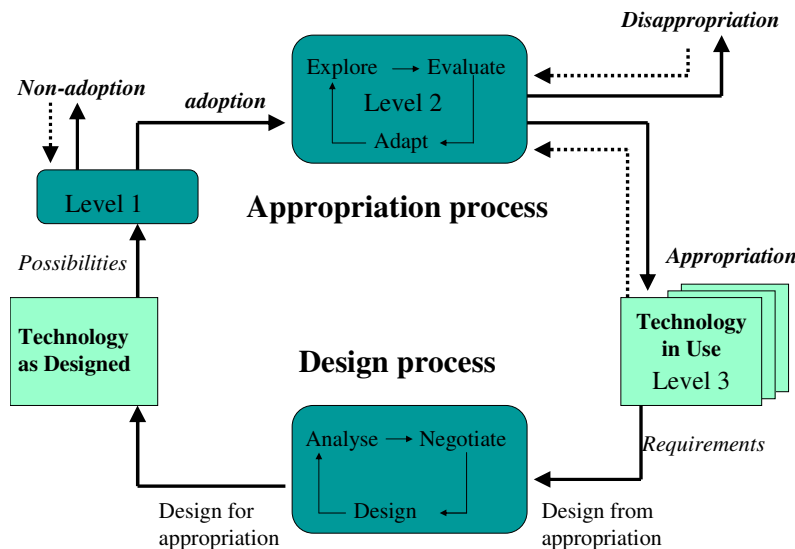 Disappropriation
Explore
Evaluate
Non-adoption
adoption
Level 2
Adapt
Level 1
Appropriation process
Possibilities
Appropriation
Technology
as Designed
Technology
in Use
Level 3
Design process
Analyse
Negotiate
Requirements
Design
Design for
appropriation
Design from
appropriation